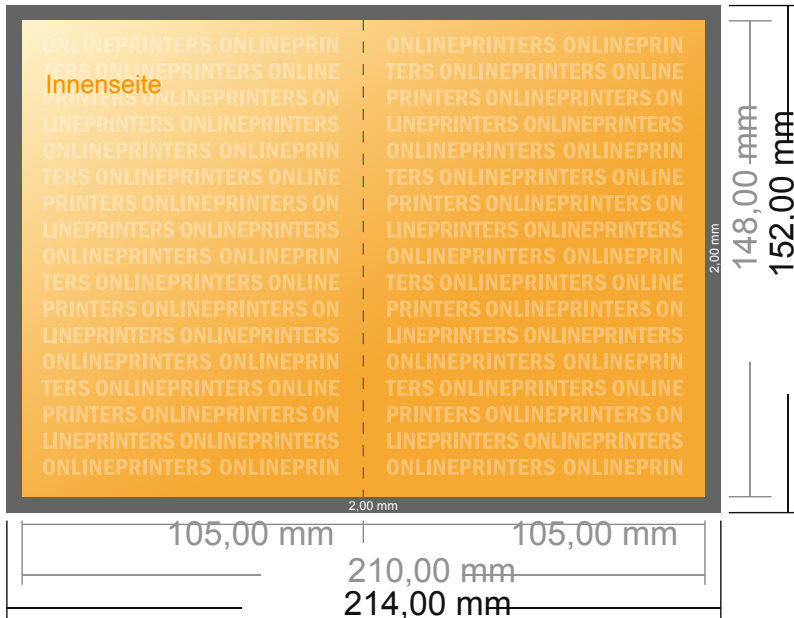 ONLINEPRINTERS ONLINEPRIN
TERS ONLINEPRINTERS ONLINE
PRINTERS ONLINEPRINTERS ON
LINEPRINTERS ONLINEPRINTERS
ONLINEPRINTERS ONLINEPRIN
TERS ONLINEPRINTERS ONLINE
PRINTERS ONLINEPRINTERS ON
LINEPRINTERS ONLINEPRINTERS
ONLINEPRINTERS ONLINEPRIN
TERS ONLINEPRINTERS ONLINE
PRINTERS ONLINEPRINTERS ON
LINEPRINTERS ONLINEPRINTERS
ONLINEPRINTERS ONLINEPRIN
TERS ONLINEPRINTERS ONLINE
PRINTERS ONLINEPRINTERS ON
LINEPRINTERS ONLINEPRINTERS
ONLINEPRINTERS ONLINEPRIN
Innenseite
ONLINEPRINTERS ONLINEPRIN
TERS ONLINEPRINTERS ONLINE
PRINTERS ONLINEPRINTERS ON
LINEPRINTERS ONLINEPRINTERS
ONLINEPRINTERS ONLINEPRIN
TERS ONLINEPRINTERS ONLINE
PRINTERS ONLINEPRINTERS ON
LINEPRINTERS ONLINEPRINTERS
ONLINEPRINTERS ONLINEPRIN
TERS ONLINEPRINTERS ONLINE
PRINTERS ONLINEPRINTERS ON
LINEPRINTERS ONLINEPRINTERS
ONLINEPRINTERS ONLINEPRIN
TERS ONLINEPRINTERS ONLINE
PRINTERS ONLINEPRINTERS ON
LINEPRINTERS ONLINEPRINTERS
ONLINEPRINTERS ONLINEPRIN
2,00 mm
148,00 mm
152,00 mm
2,00 mm
105,00 mm
105,00 mm
210,00 mm
214,00 mm